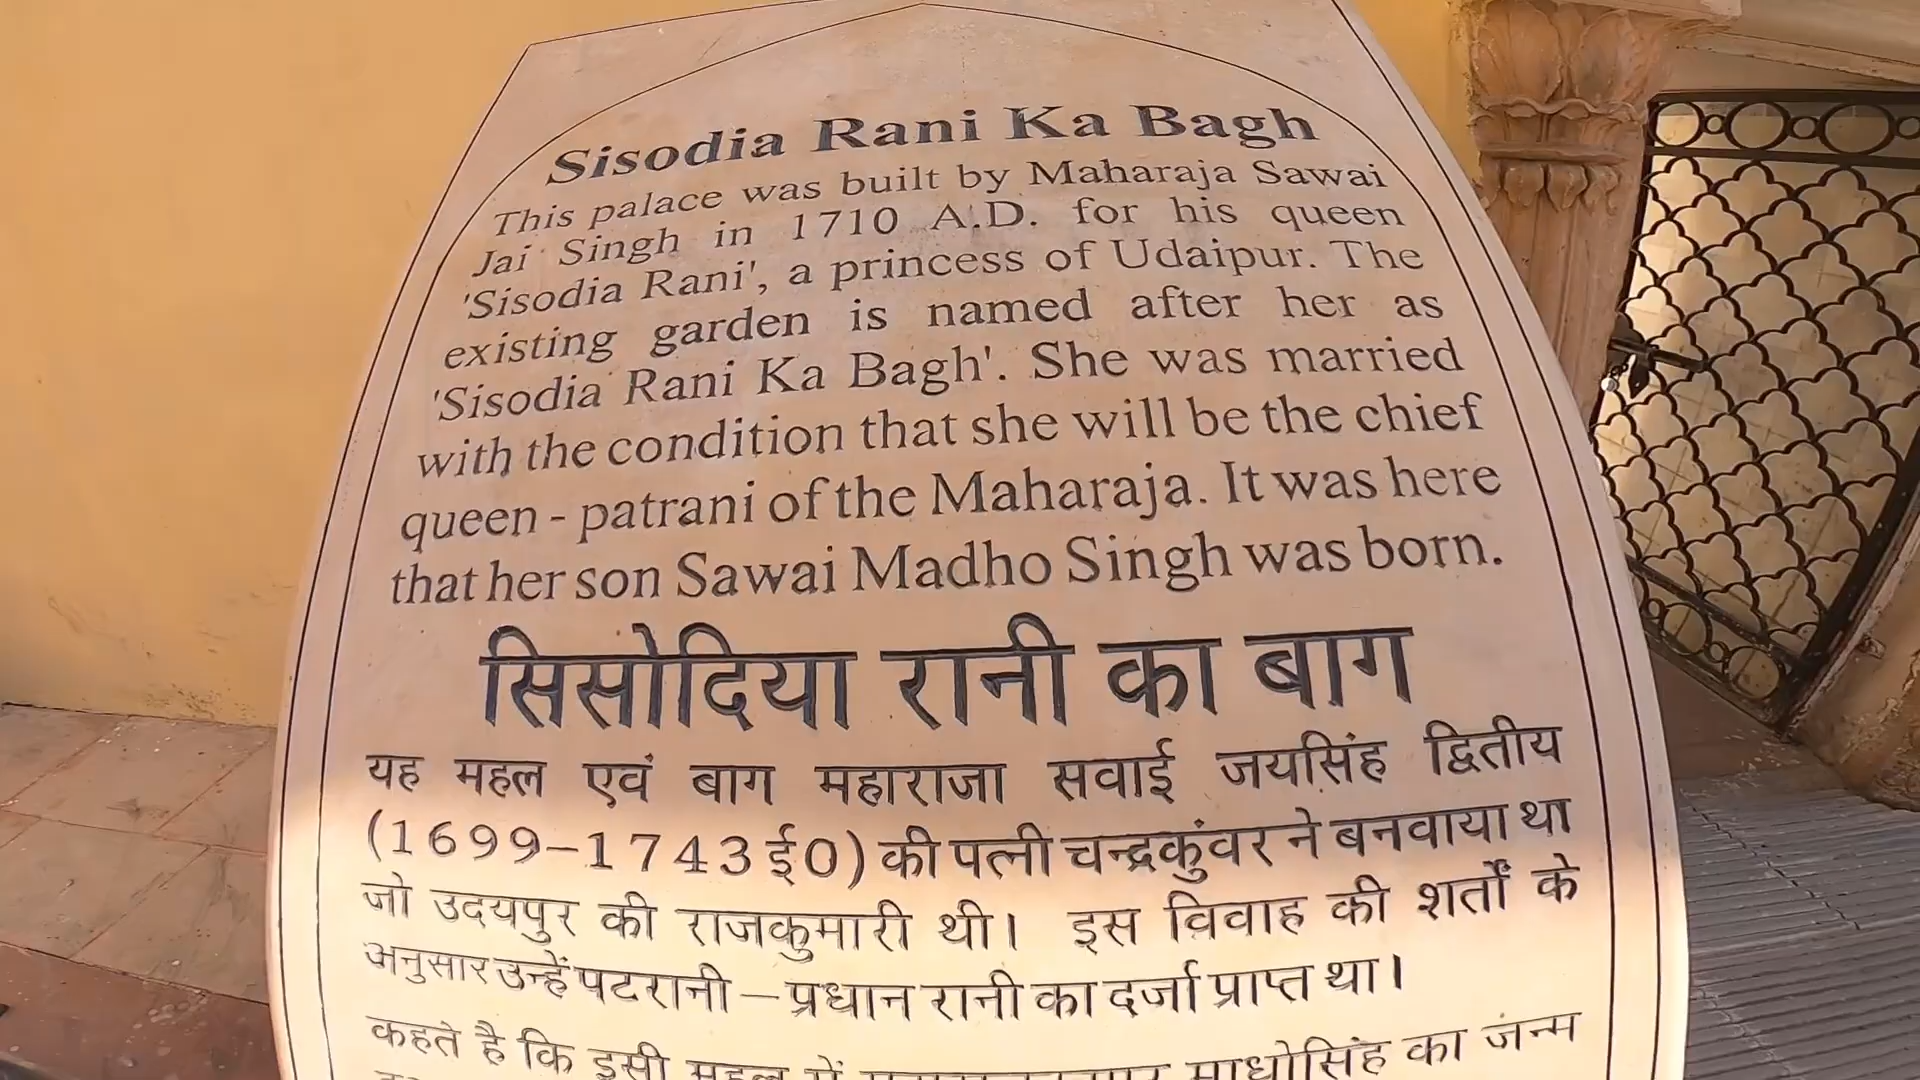 Sisodia Rani Ka Bagh
This palace was built by Maharaja Sawai
Jai Singh in 1710 A.D. for his queen
'Sisodia Rani', a princess of Udaipur. The
existing garden is named after her as
'Sisodia Rani Ka Bagh'. She was married
with the condition that she will be the chief
queen - patrani of the Maharaja. It was here
that her son Sawai Madho Singh was born.
सिसोदिया रानी का बाग
यह महल एवं बाग महाराजा सवाई जयसिंह द्वितीय
(1699–1743ई0) की पत्नी चन्द्रकुंवर ने बनवाया था
जो उदयपुर की राजकुमारी थी। इस विवाह की शर्तों के
अनुसार उन्हें पटरानी – प्रधान रानी का दर्जा प्राप्त था।
कहते है कि इसी महल में माधोसिंह का जन्म